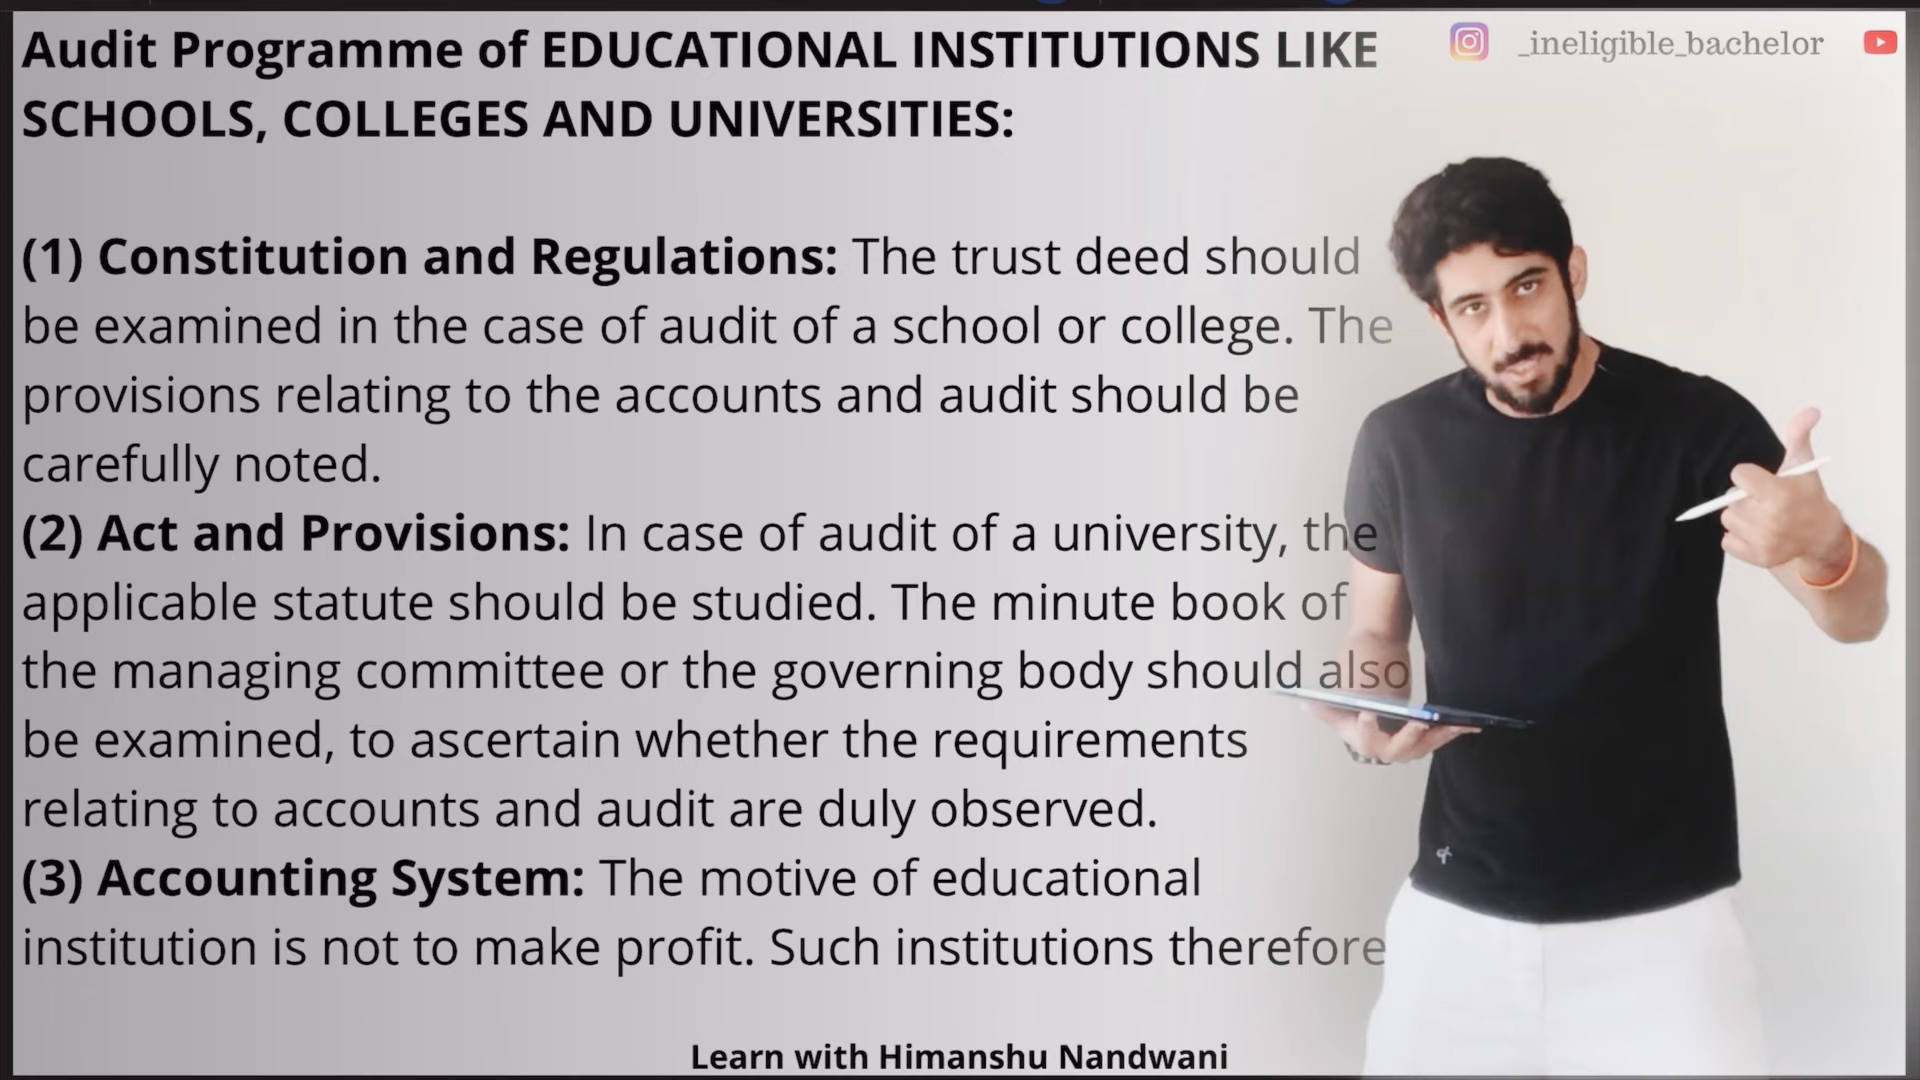 Audit Programme of EDUCATIONAL INSTITUTIONS LIKE
SCHOOLS, COLLEGES AND UNIVERSITIES:
_ineligible_bachelor
(1) Constitution and Regulations: The trust deed should
be examined in the case of audit of a school or college. The
provisions relating to the accounts and audit should be
carefully noted.
(2) Act and Provisions: In case of audit of a university, the
applicable statute should be studied. The minute book of
the managing committee or the governing body should also
be examined, to ascertain whether the requirements
relating to accounts and audit are duly observed.
(3) Accounting System: The motive of educational
institution is not to make profit. Such institutions therefore
Learn with Himanshu Nandwani